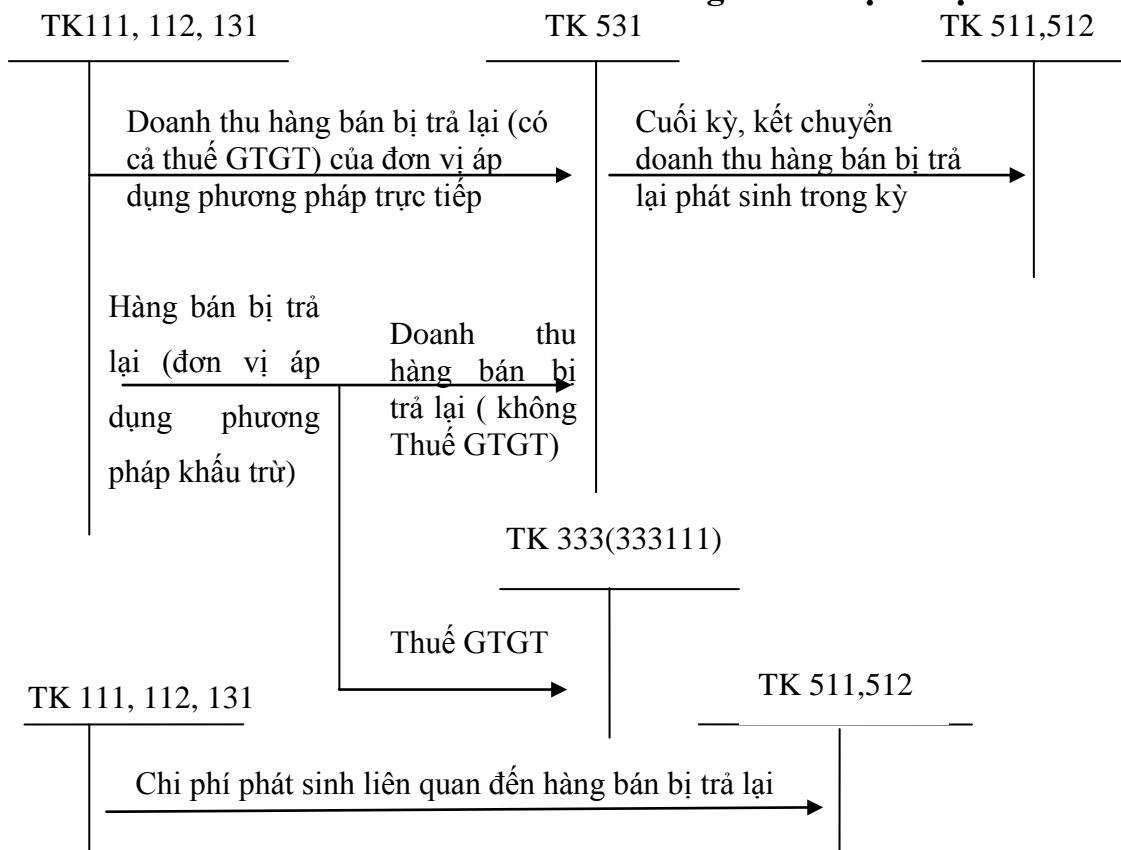 TK111, 112, 131
TK 531
TK 511,512
Doanh thu hàng bán bị trả lại (có
cả thuế GTGT) của đơn vị áp
dụng phương pháp trực tiếp
Cuối kỳ, kết chuyển
doanh thu hàng bán bị trả
lại phát sinh trong kỳ
Hàng bán bị trả
lại (đơn vị áp
dụng phương
pháp khấu trừ)
Doanh thu
hàng bán bị
trả lại ( không
Thuế GTGT)
TK 333(333111)
Thuế GTGT
TK 111, 112, 131
TK 511,512
Chi phí phát sinh liên quan đến hàng bán bị trả lại